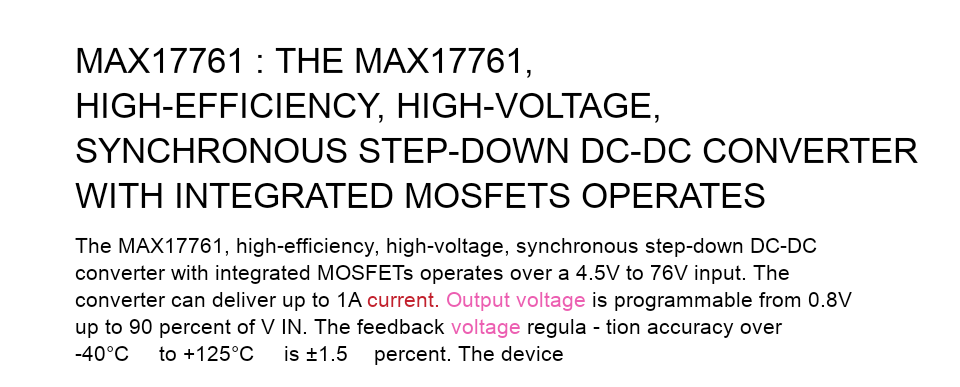 MAX17761 : THE MAX17761,
HIGH-EFFICIENCY, HIGH-VOLTAGE,
SYNCHRONOUS STEP-DOWN DC-DC CONVERTER
WITH INTEGRATED MOSFETS OPERATES
The MAX17761, high-efficiency, high-voltage, synchronous step-down DC-DC
converter with integrated MOSFETs operates over a 4.5V to 76V input. The
converter can deliver up to 1A current. Output voltage is programmable from 0.8V
up to 90 percent of V IN. The feedback voltage regula - tion accuracy over
-40°C to +125°C is ±1.5 percent. The device